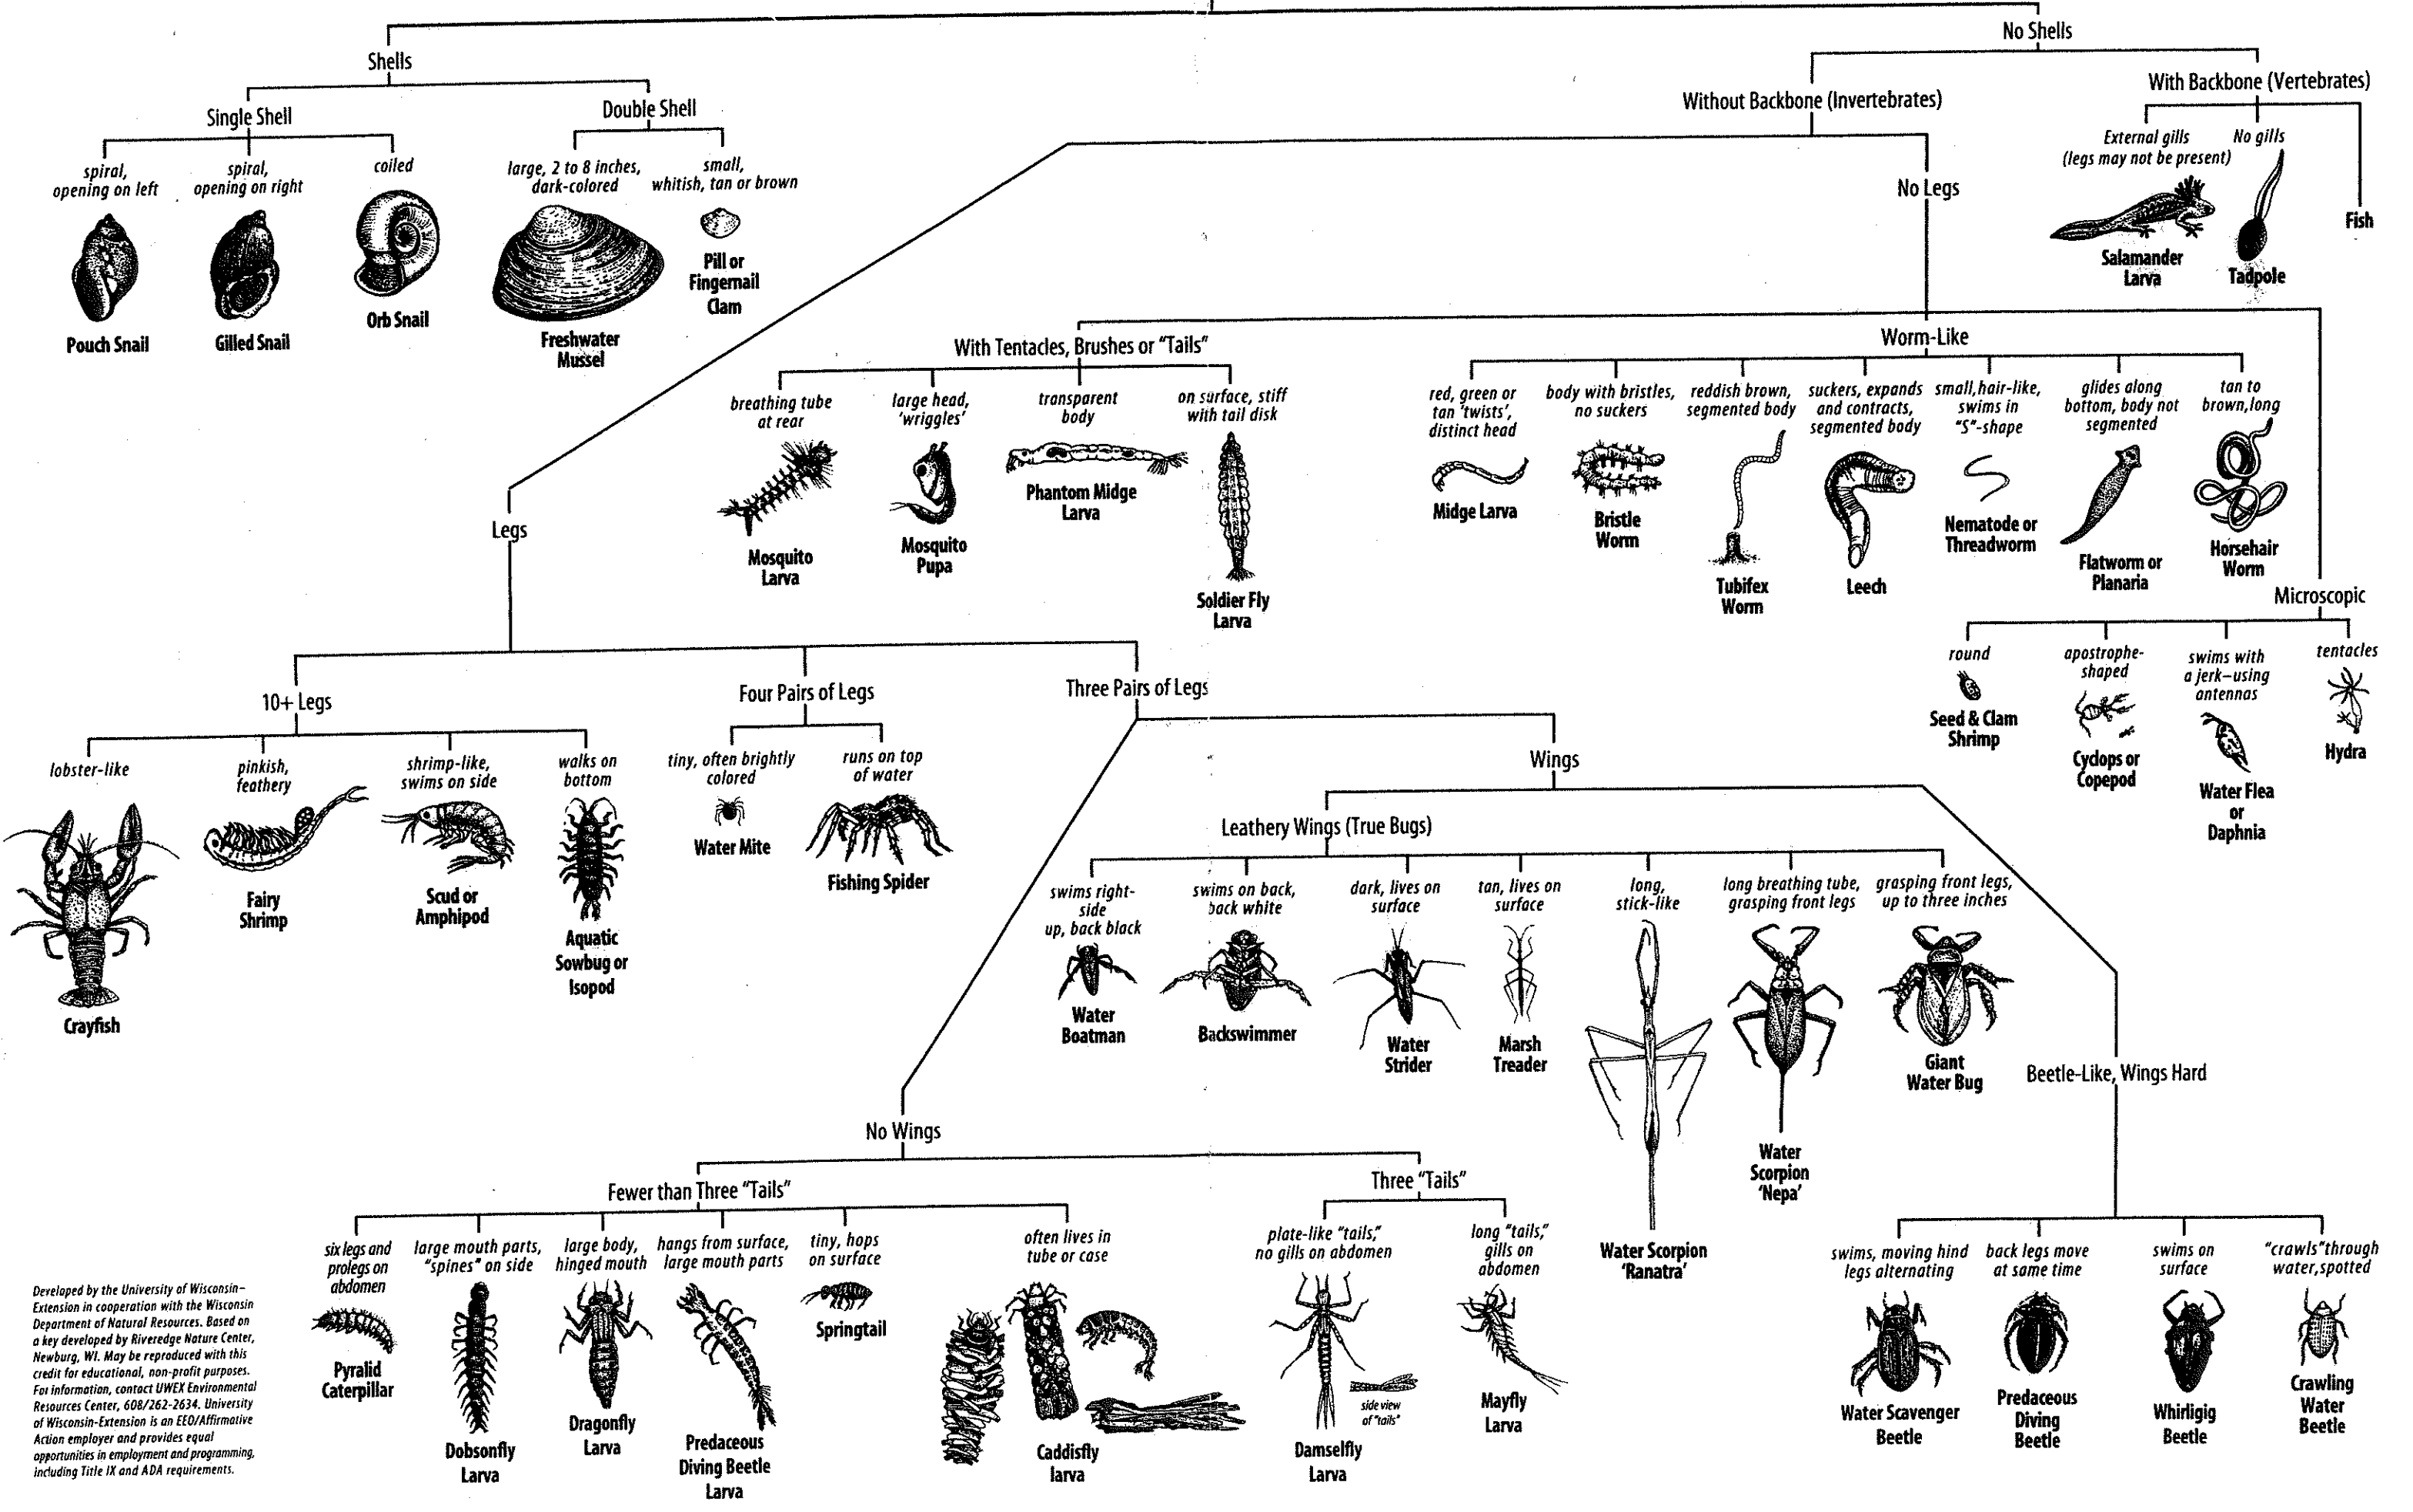 No Shells
Shells
With Backbone (Vertebrates)
Without Backbone (Invertebrates)
Single Shell
Double Shell
External gills
(legs may not be present)
No gills
spiral,
opening on left
spiral,
opening on right
coiled
large, 2 to 8 inches,
dark-colored
small,
whitish, tan or brown
No Legs
Fish
Salamander
Larva
Tadpole
Pill or
Fingernail
Clam
Pouch Snail
Gilled Snail
Orb Snail
Freshwater
Mussel
With Tentacles, Brushes or “Tails”
Worm-Like
breathing tube
at rear
large head,
‘wriggles’
transparent
body
on surface, stiff
with tail disk
red, green or
tan ‘twists’,
distinct head
body with bristles,
no suckers
reddish brown,
segmented body
suckers, expands
and contracts,
segmented body
small,hair-like,
swims in
“S”-shape
glides along
bottom, body not
segmented
tan to
brown,long
Mosquito
Larva
Mosquito
Pupa
Phantom Midge
Larva
Soldier Fly
Larva
Midge Larva
Bristle
Worm
Tubifex
Worm
Leech
Nematode or
Threadworm
Flatworm or
Planaria
Horsehair
Worm
Legs
Microscopic
round
apostrophe-
shaped
swims with
a jerk–using
antennas
tentacles
Seed & Clam
Shrimp
Cyclops or
Copepod
Water Flea
or
Daphnia
Hydra
10+ Legs
Four Pairs of Legs
Three Pairs of Legs
lobster-like
pinkish,
feathery
shrimp-like,
swims on side
walks on
bottom
tiny, often brightly
colored
runs on top
of water
Crayfish
Fairy
Shrimp
Scud or
Amphipod
Aquatic
Sowbug or
Isopod
Water Mite
Fishing Spider
Wings
Leathery Wings (True Bugs)
swims right-
side
up, back black
swims on back,
back white
dark, lives on
surface
tan, lives on
surface
long,
stick-like
long breathing tube,
grasping front legs
grasping front legs,
up to three inches
Water
Boatman
Backswimmer
Water
Strider
Marsh
Treader
Water Scorpion
‘Ranatra’
Water
Scorpion
‘Nepa’
Giant
Water Bug
Beetle-Like, Wings Hard
No Wings
Fewer than Three “Tails”
Three “Tails”
six legs and
prolegs on
abdomen
large mouth parts,
“spines” on side
large body,
hinged mouth
hangs from surface,
large mouth parts
tiny, hops
on surface
often lives in
tube or case
plate-like “tails,”
no gills on abdomen
long “tails,”
gills on
abdomen
swims, moving hind
legs alternating
back legs move
at same time
swims on
surface
“crawls”through
water,spotted
Pyralid
Caterpillar
Dobsonfly
Larva
Dragonfly
Larva
Predaceous
Diving Beetle
Larva
Springtail
Caddisfly
larva
side view
of “tails”
Damselfly
Larva
Mayfly
Larva
Water Scavenger
Beetle
Predaceous
Diving
Beetle
Whirligig
Beetle
Crawling
Water
Beetle
Developed by the University of Wisconsin–
Extension in cooperation with the Wisconsin
Department of Natural Resources. Based on
a key developed by Riveredge Nature Center,
Newburg, WI. May be reproduced with this
credit for educational, non-profit purposes.
For information, contact UWEX Environmental
Resources Center, 608/262-2634. University
of Wisconsin-Extension is an EEO/Affirmative
Action employer and provides equal
opportunities in employment and programming,
including Title IX and ADA requirements.